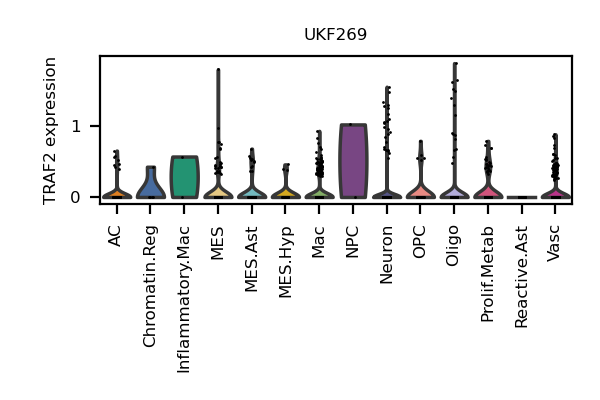 UKF269
TRAF2 expression
1
0
AC
Chromatin.Reg
Inflammatory.Mac
MES
MES.Ast
MES.Hyp
Mac
NPC
Neuron
OPC
Oligo
Prolif.Metab
Reactive.Ast
Vasc